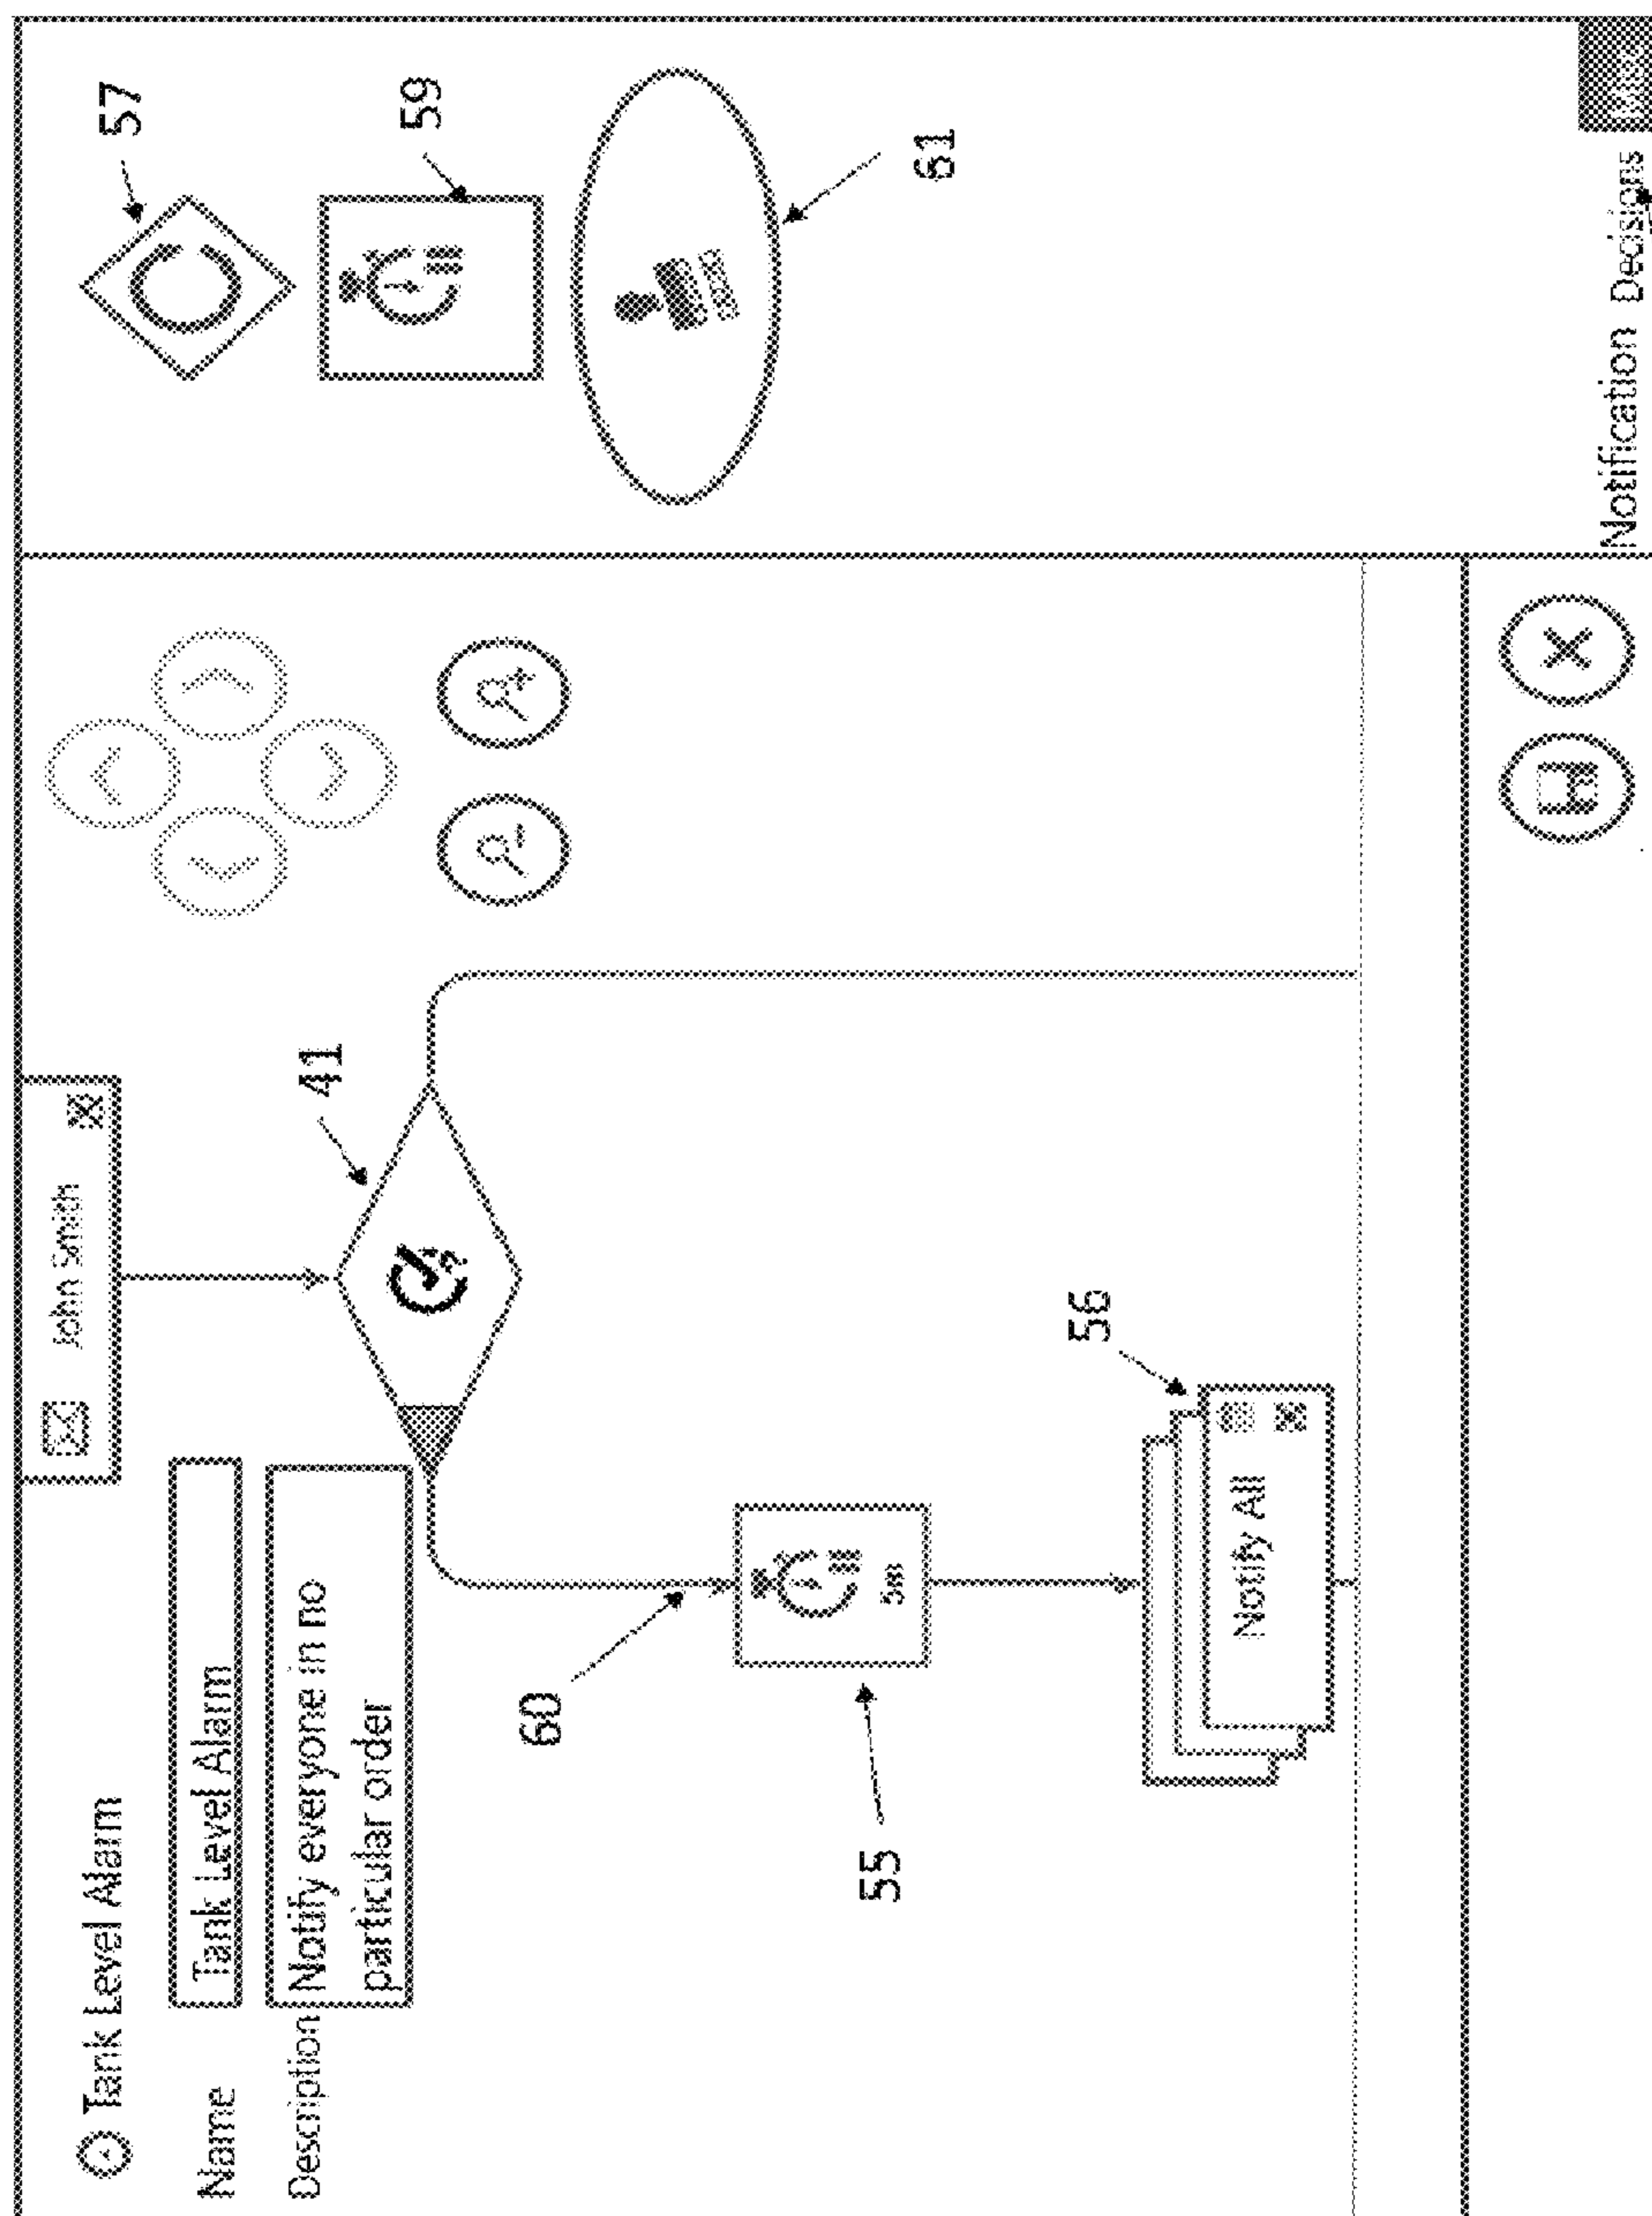 Tank Level Alarm
Name
Tank Level Alarm
Description
Notify everyone in no
particular order
John Smith
41
60
5m
55
56
Notify All
57
59
61
Notification Decisions